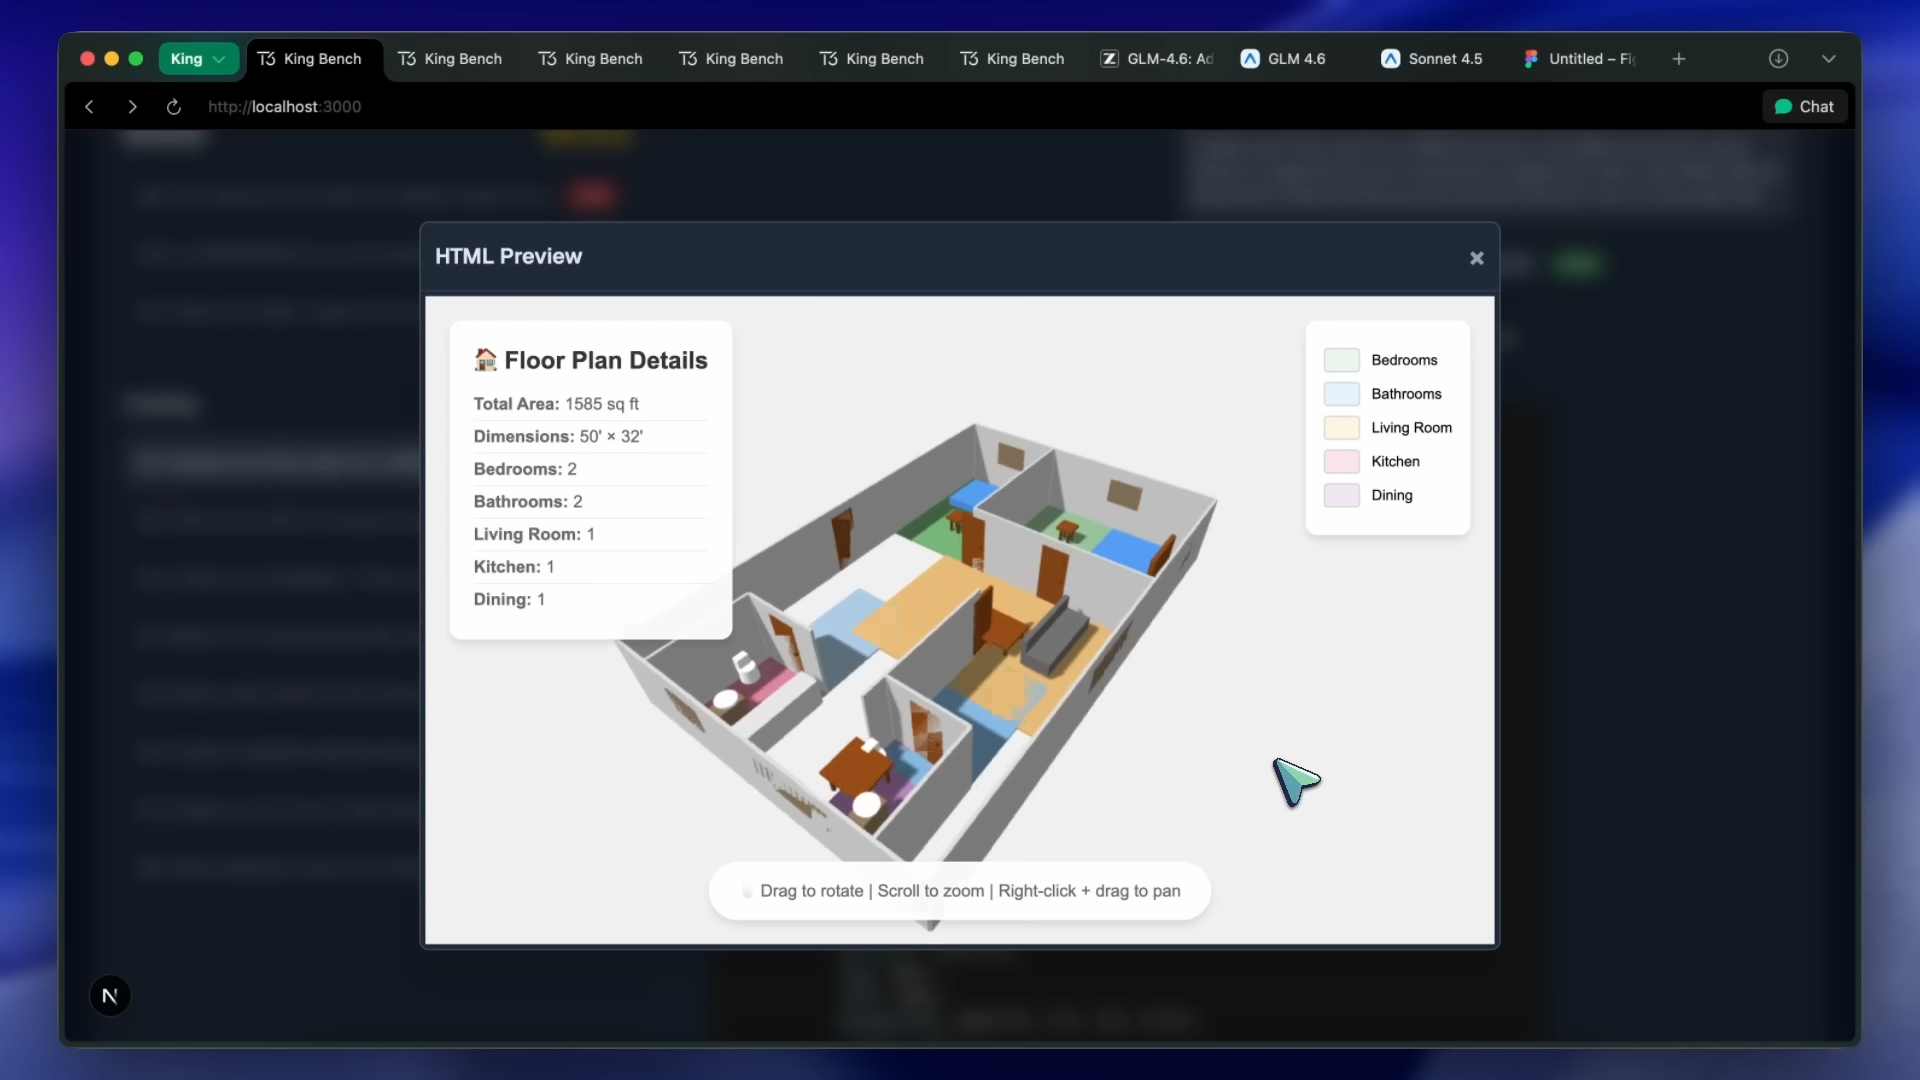 King
King Bench
King Bench
King Bench
King Bench
King Bench
King Bench
GLM-4.6: Ad
GLM 4.6
Sonnet 4.5
Untitled – Fi
http://localhost:3000
Chat
HTML Preview
Floor Plan Details
Total Area: 1585 sq ft
Dimensions: 50' × 32'
Bedrooms: 2
Bathrooms: 2
Living Room: 1
Kitchen: 1
Dining: 1
Bedrooms
Bathrooms
Living Room
Kitchen
Dining
Drag to rotate | Scroll to zoom | Right-click + drag to pan
N